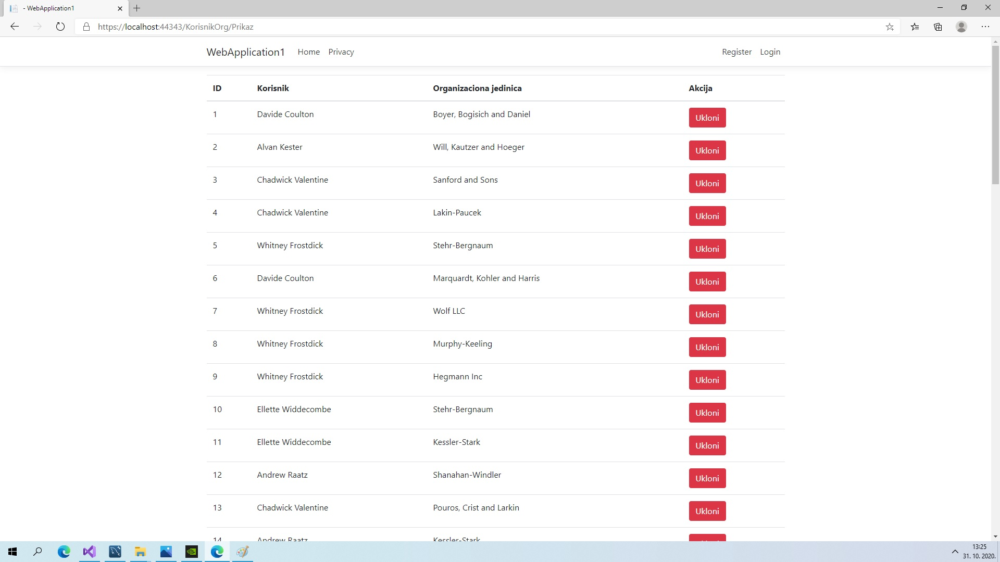 - WebApplication1
https://localhost:44343/KorisnikOrg/Prikaz
WebApplication1 Home Privacy Register Login
ID Korisnik Organizaciona jedinica Akcija
1 Davide Coulton Boyer, Bogisich and Daniel Ukloni
2 Alvan Kester Will, Kautzer and Hoeger Ukloni
3 Chadwick Valentine Sanford and Sons Ukloni
4 Chadwick Valentine Lakin-Paucek Ukloni
5 Whitney Frostdick Stehr-Bergnaum Ukloni
6 Davide Coulton Marquardt, Kohler and Harris Ukloni
7 Whitney Frostdick Wolf LLC Ukloni
8 Whitney Frostdick Murphy-Keeling Ukloni
9 Whitney Frostdick Hegmann Inc Ukloni
10 Ellette Widdecombe Stehr-Bergnaum Ukloni
11 Ellette Widdecombe Kessler-Stark Ukloni
12 Andrew Raatz Shanahan-Windler Ukloni
13 Chadwick Valentine Pouros, Crist and Larkin Ukloni
14 Andrew Raatz Kessler-Stark
13:25
31. 10. 2020.